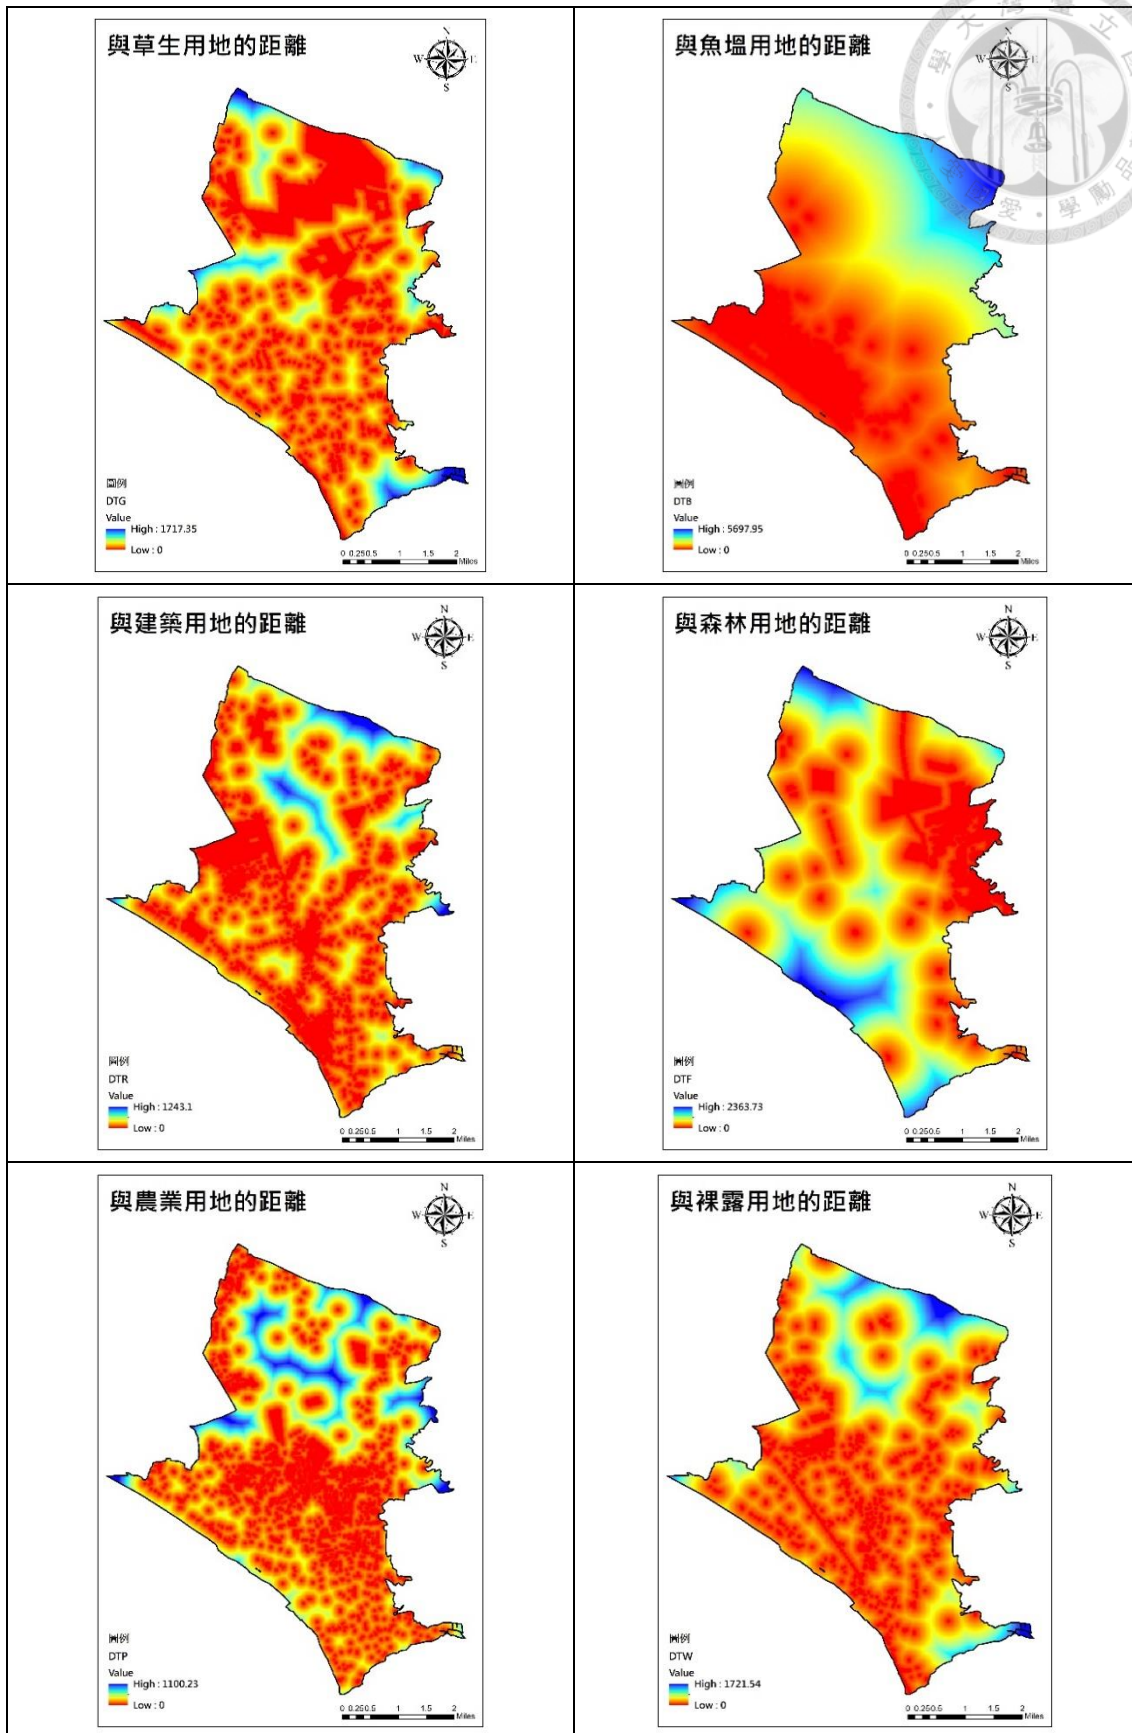 與草生用地的距離
N
W
E
S
圖例
DTG
Value
High : 1717.35
Low : 0
0 0.250.5 1 1.5 2
Miles
與魚塭用地的距離
N
W
E
S
圖例
DTB
Value
High : 5697.95
Low : 0
0 0.250.5 1 1.5 2
Miles
與建築用地的距離
N
W
E
S
圖例
DTR
Value
High : 1243.1
Low : 0
0 0.250.5 1 1.5 2
Miles
與森林用地的距離
N
W
E
S
圖例
DTF
Value
High : 2363.73
Low : 0
0 0.250.5 1 1.5 2
Miles
與農業用地的距離
N
W
E
S
圖例
DTP
Value
High : 1100.23
Low : 0
0 0.250.5 1 1.5 2
Miles
與裸露用地的距離
N
W
E
S
圖例
DTW
Value
High : 1721.54
Low : 0
0 0.250.5 1 1.5 2
Miles